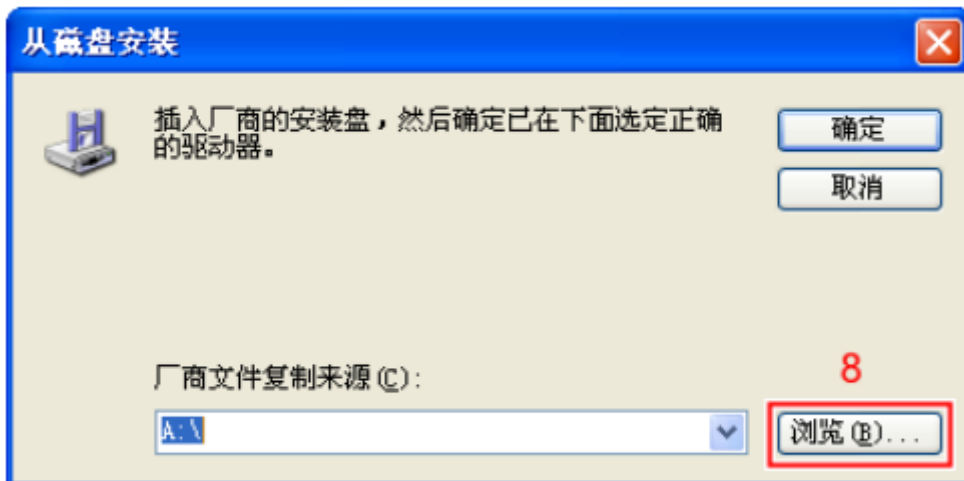 从磁盘安装
插入厂商的安装盘，然后确定已在下面选定正确
的驱动器。
确定
取消
厂商文件复制来源(C):
8
A:\
浏览(B)...